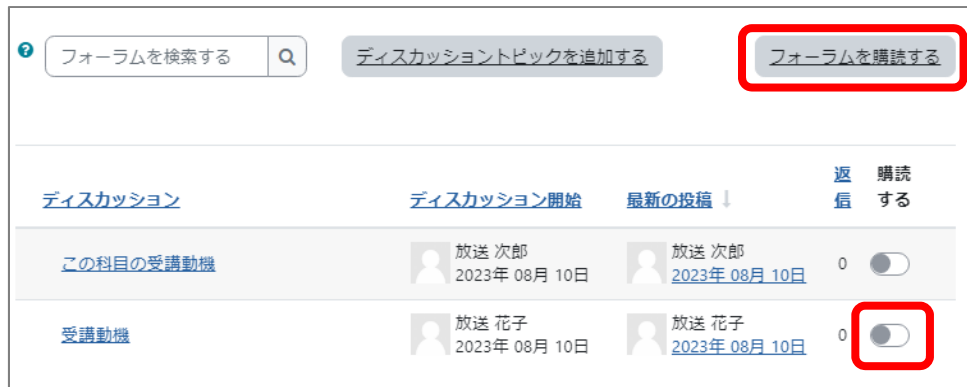 フォーラムを検索する ディスカッショントピックを追加する フォーラムを購読する
ディスカッション ディスカッション開始 最新の投稿 ↓ 返信 購読する
この科目の受講動機 放送 次郎 2023年 08月 10日 放送 次郎 2023年 08月 10日 0
受講動機 放送 花子 2023年 08月 10日 放送 花子 2023年 08月 10日 0